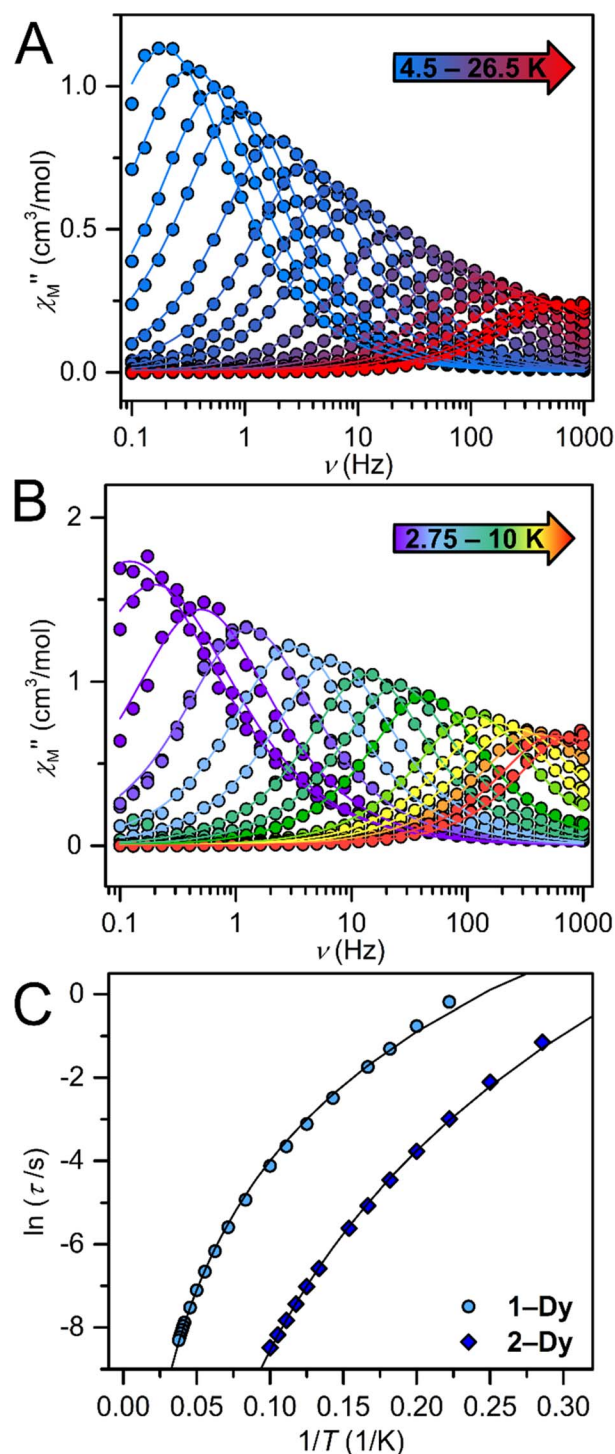 A
4.5 – 26.5 K
1.0
0.5
0.0
χM'' (cm³/mol)
0.1 1 10 100 1000
ν (Hz)
B
2.75 – 10 K
2
1
0
χM'' (cm³/mol)
0.1 1 10 100 1000
ν (Hz)
C
0
-2
-4
-6
-8
ln (τ /s)
1–Dy
2–Dy
0.00 0.05 0.10 0.15 0.20 0.25 0.30
1/T (1/K)